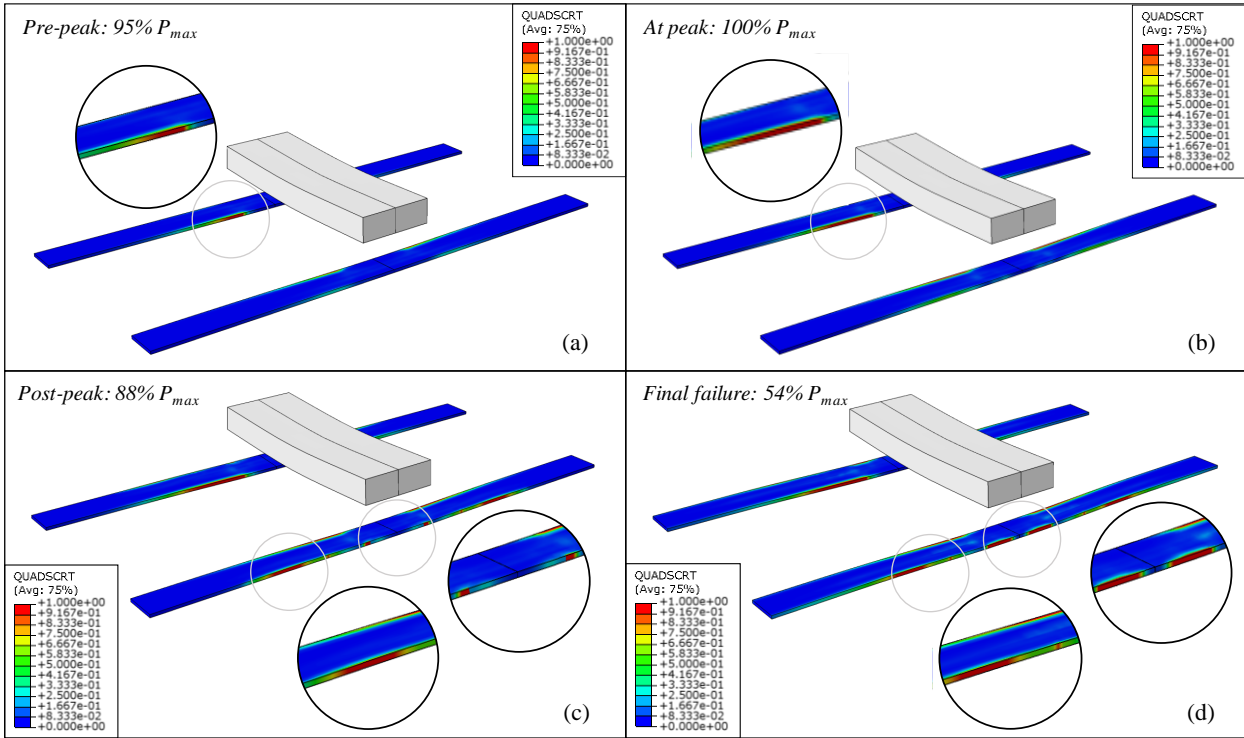 Pre-peak: 95% P_max
QUADSCRT
(Avg: 75%)
+1.000e+00
+9.167e-01
+8.333e-01
+7.500e-01
+6.667e-01
+5.833e-01
+5.000e-01
+4.167e-01
+3.333e-01
+2.500e-01
+1.667e-01
+8.333e-02
+0.000e+00
(a)
At peak: 100% P_max
QUADSCRT
(Avg: 75%)
+1.000e+00
+9.167e-01
+8.333e-01
+7.500e-01
+6.667e-01
+5.833e-01
+5.000e-01
+4.167e-01
+3.333e-01
+2.500e-01
+1.667e-01
+8.333e-02
+0.000e+00
(b)
Post-peak: 88% P_max
QUADSCRT
(Avg: 75%)
+1.000e+00
+9.167e-01
+8.333e-01
+7.500e-01
+6.667e-01
+5.833e-01
+5.000e-01
+4.167e-01
+3.333e-01
+2.500e-01
+1.667e-01
+8.333e-02
+0.000e+00
(c)
Final failure: 54% P_max
QUADSCRT
(Avg: 75%)
+1.000e+00
+9.167e-01
+8.333e-01
+7.500e-01
+6.667e-01
+5.833e-01
+5.000e-01
+4.167e-01
+3.333e-01
+2.500e-01
+1.667e-01
+8.333e-02
+0.000e+00
(d)